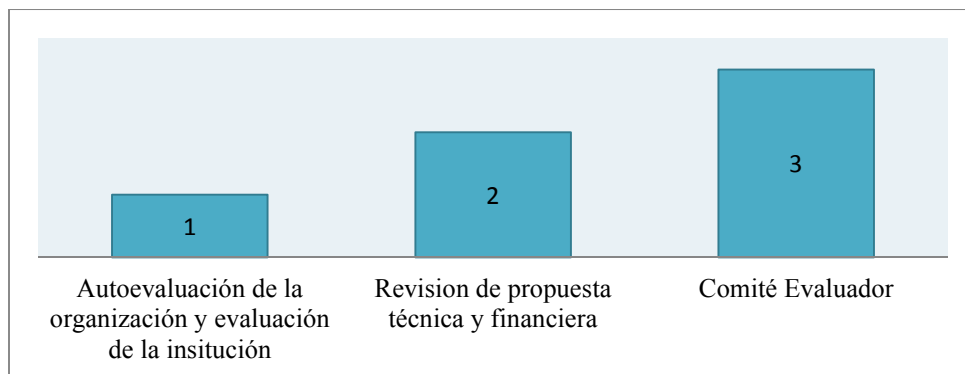 1
2
3
Autoevaluación de la
organización y evaluación
de la insitución
Revision de propuesta
técnica y financiera
Comité Evaluador